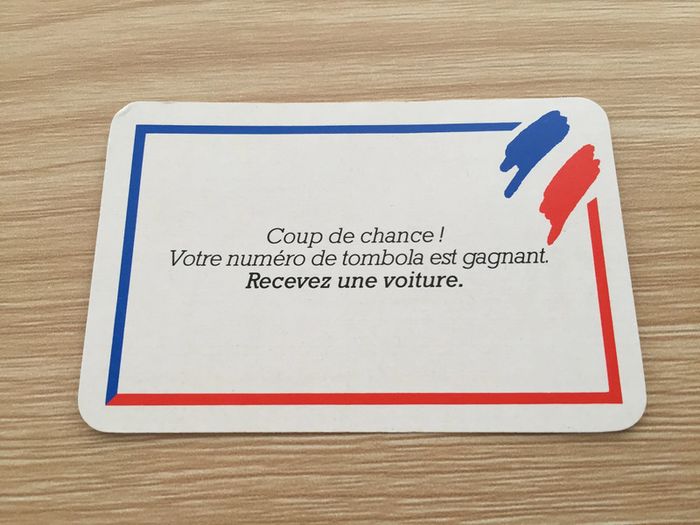 Coup de chance !
Votre numéro de tombola est gagnant.
Recevez une voiture.